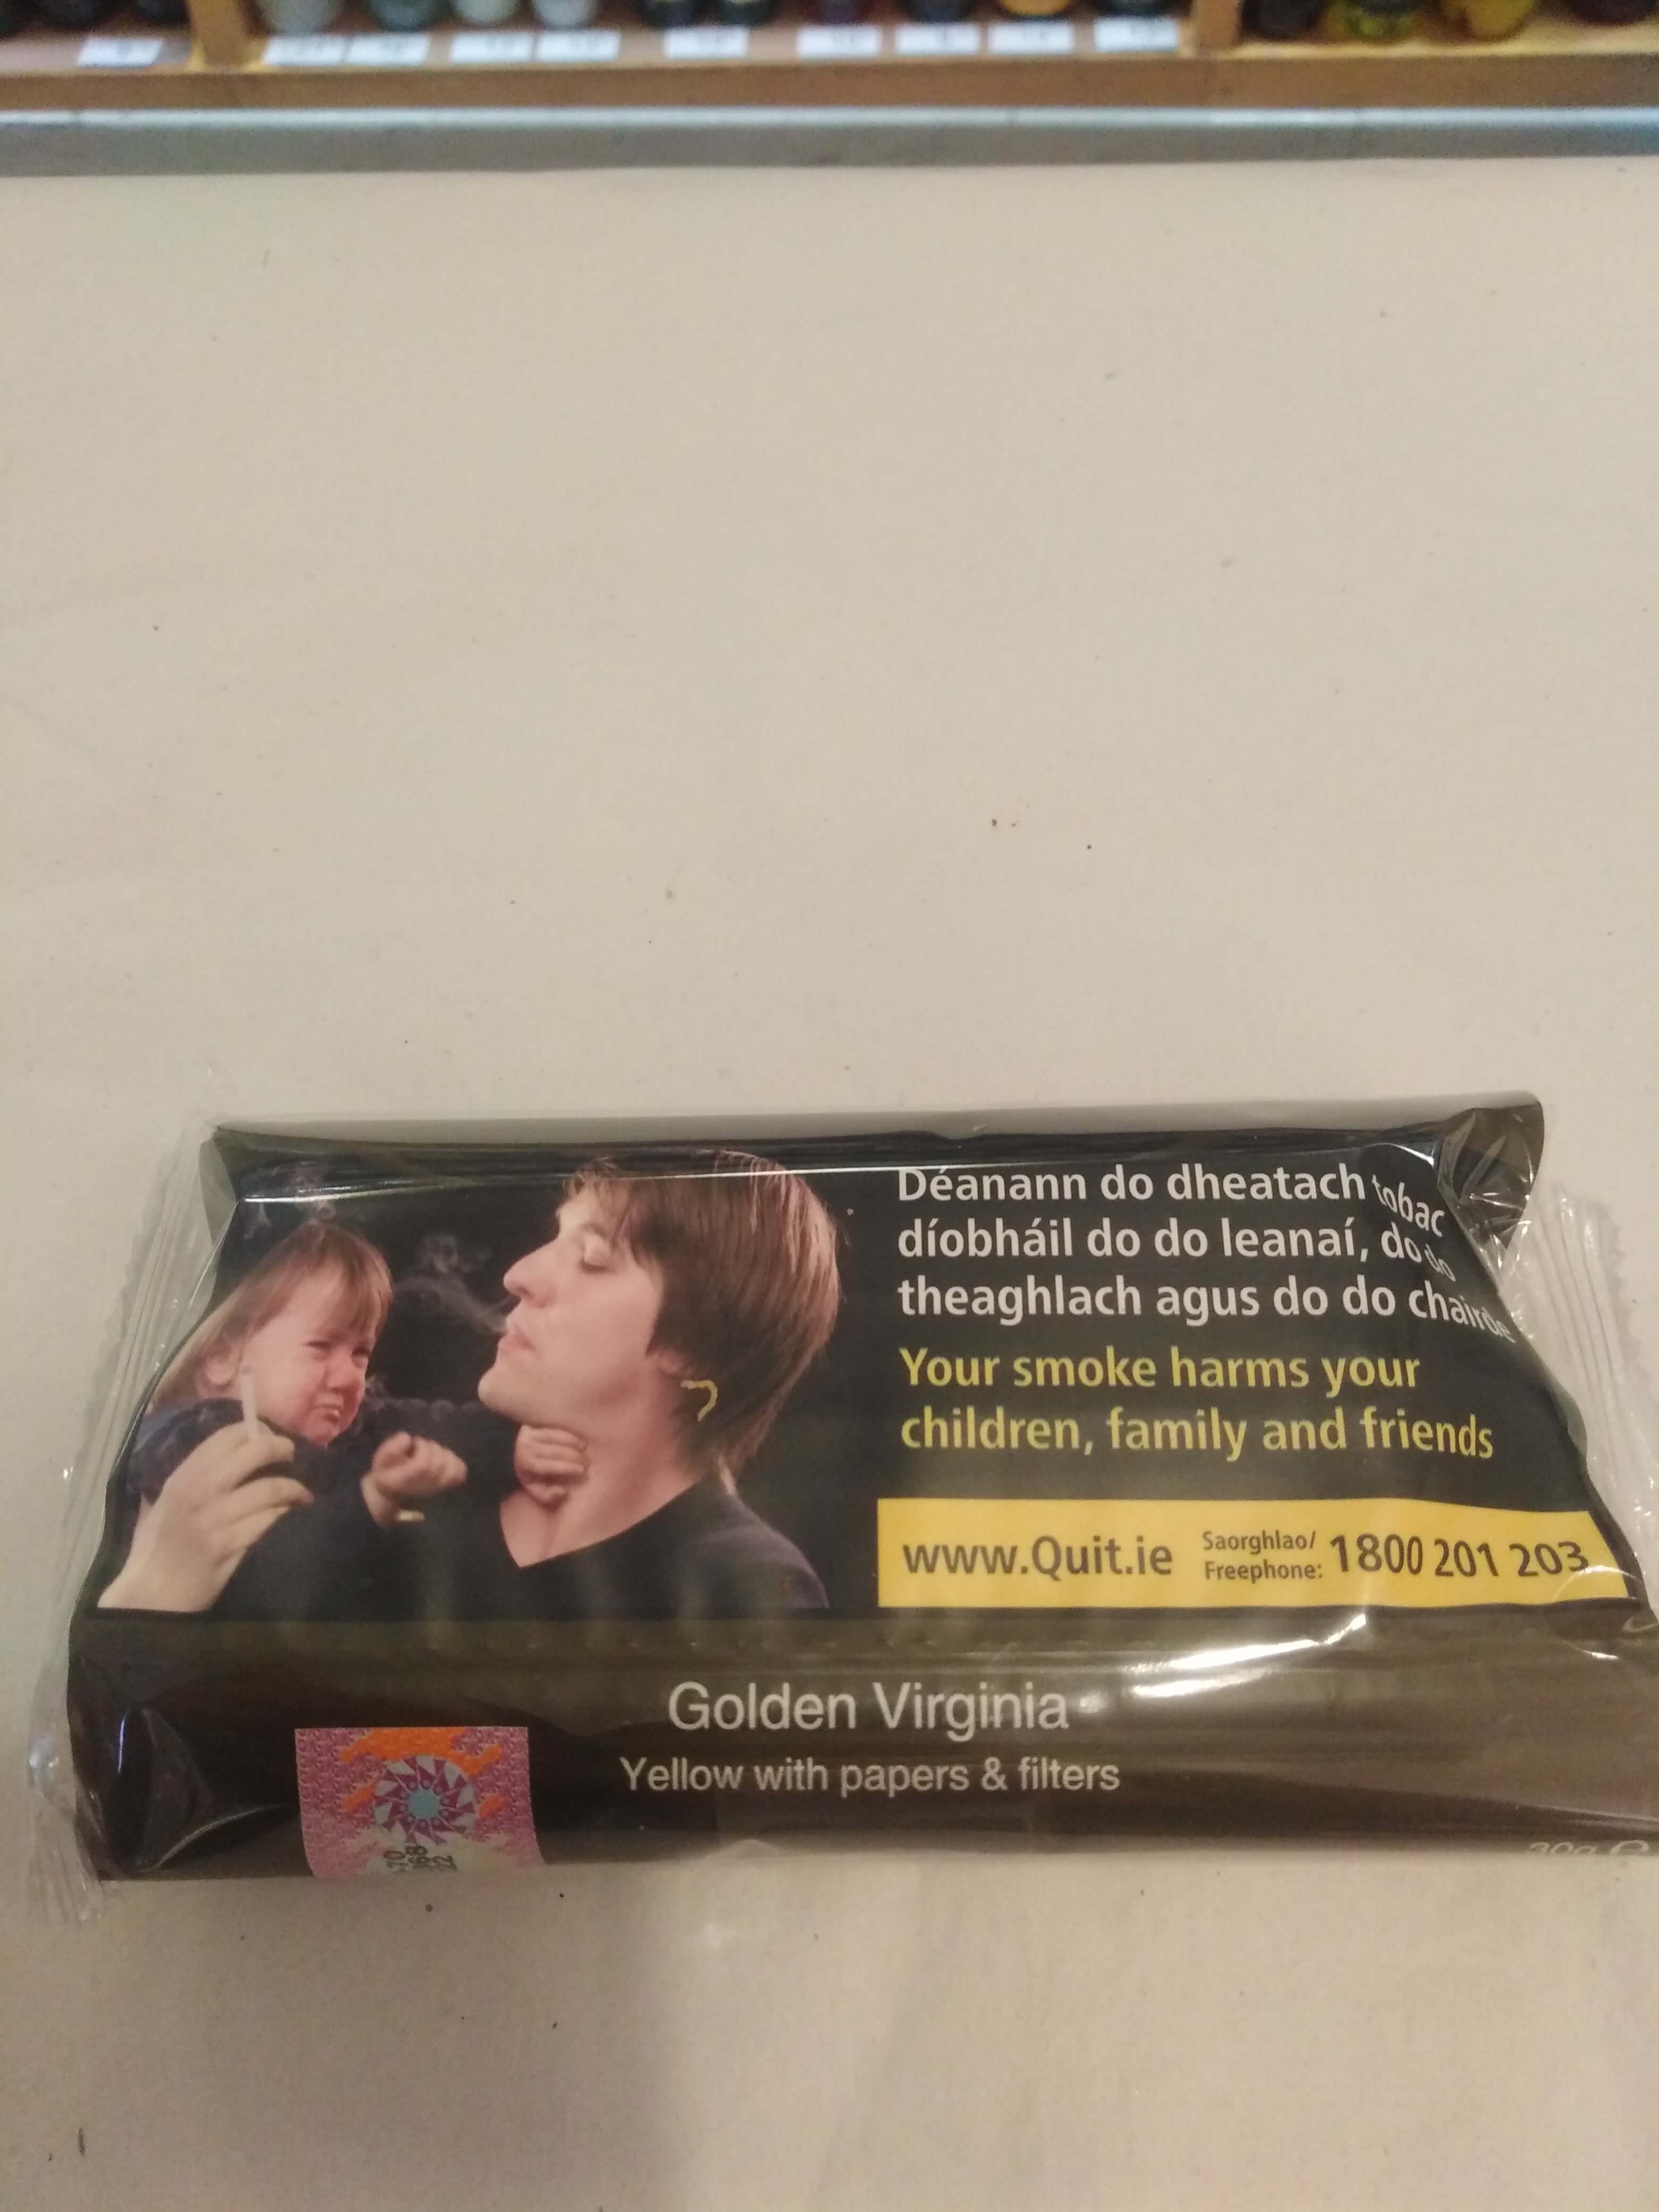 Déanann do dheatach tobac
díobháil do do leanaí, do do
theaghlach agus do do chairde
Your smoke harms your
children, family and friends
www.Quit.ie Saorghlao/
Freephone: 1800 201 203
Golden Virginia
Yellow with papers & filters
30g e